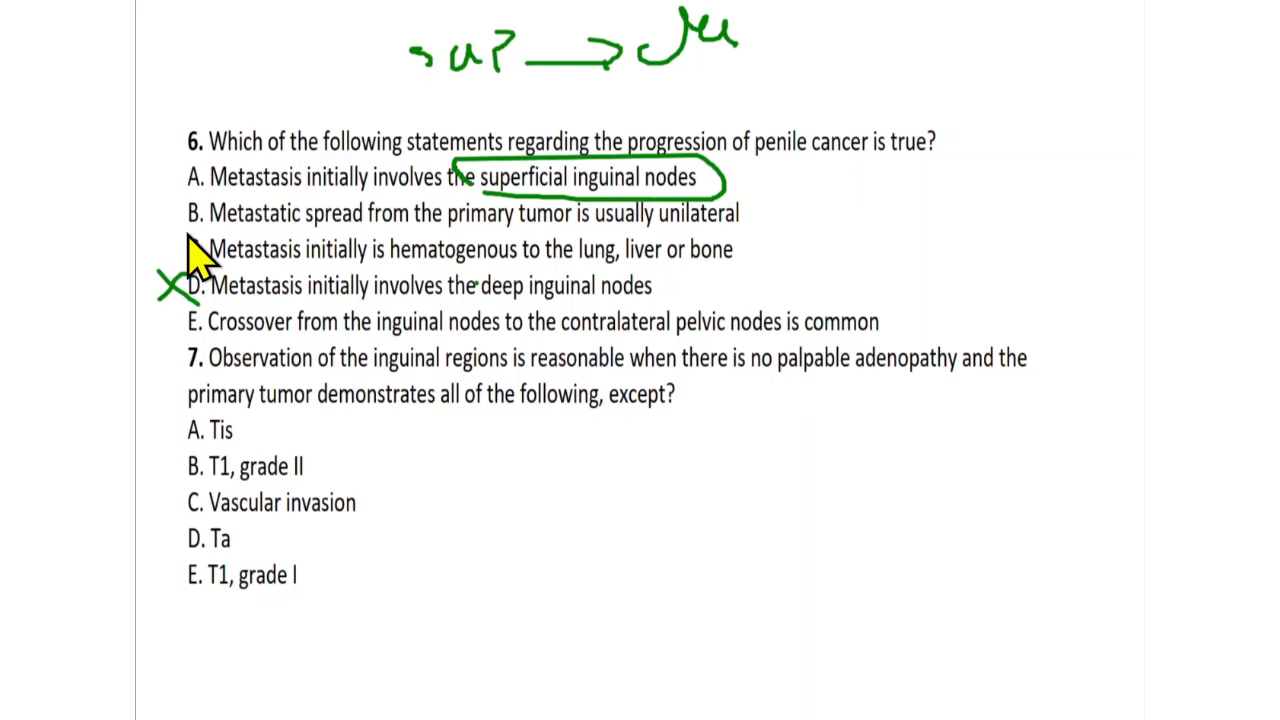 sup →
6. Which of the following statements regarding the progression of penile cancer is true?
A. Metastasis initially involves the superficial inguinal nodes
B. Metastatic spread from the primary tumor is usually unilateral
Metastasis initially is hematogenous to the lung, liver or bone
D. Metastasis initially involves the deep inguinal nodes
E. Crossover from the inguinal nodes to the contralateral pelvic nodes is common
7. Observation of the inguinal regions is reasonable when there is no palpable adenopathy and the
primary tumor demonstrates all of the following, except?
A. Tis
B. T1, grade II
C. Vascular invasion
D. Ta
E. T1, grade I